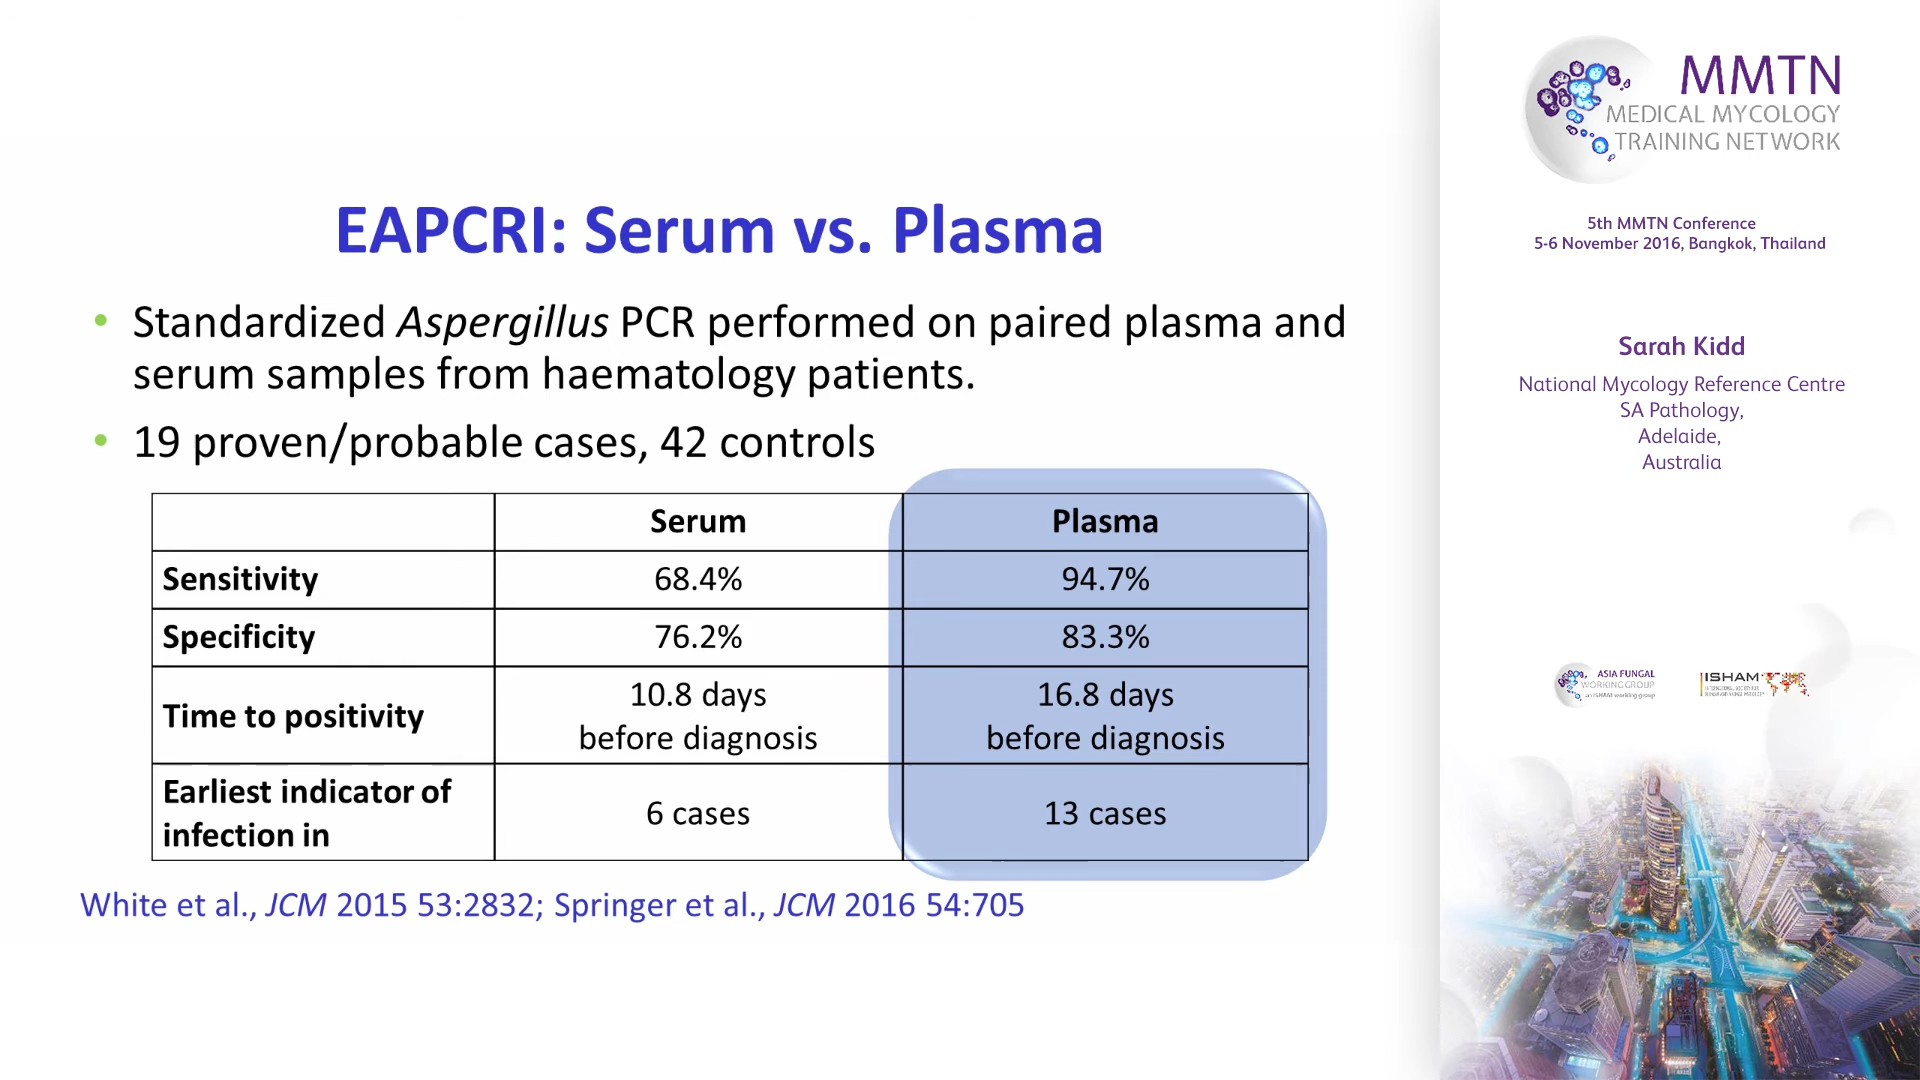 EAPCRI: Serum vs. Plasma
• Standardized Aspergillus PCR performed on paired plasma and
serum samples from haematology patients.
• 19 proven/probable cases, 42 controls
Serum Plasma
Sensitivity 68.4% 94.7%
Specificity 76.2% 83.3%
Time to positivity 10.8 days before diagnosis 16.8 days before diagnosis
Earliest indicator of infection in 6 cases 13 cases
White et al., JCM 2015 53:2832; Springer et al., JCM 2016 54:705
MMTN
MEDICAL MYCOLOGY
TRAINING NETWORK
5th MMTN Conference
5-6 November 2016, Bangkok, Thailand
Sarah Kidd
National Mycology Reference Centre
SA Pathology,
Adelaide,
Australia
ASIA FUNGAL
WORKING GROUP
an ISHAM working group
ISHAM